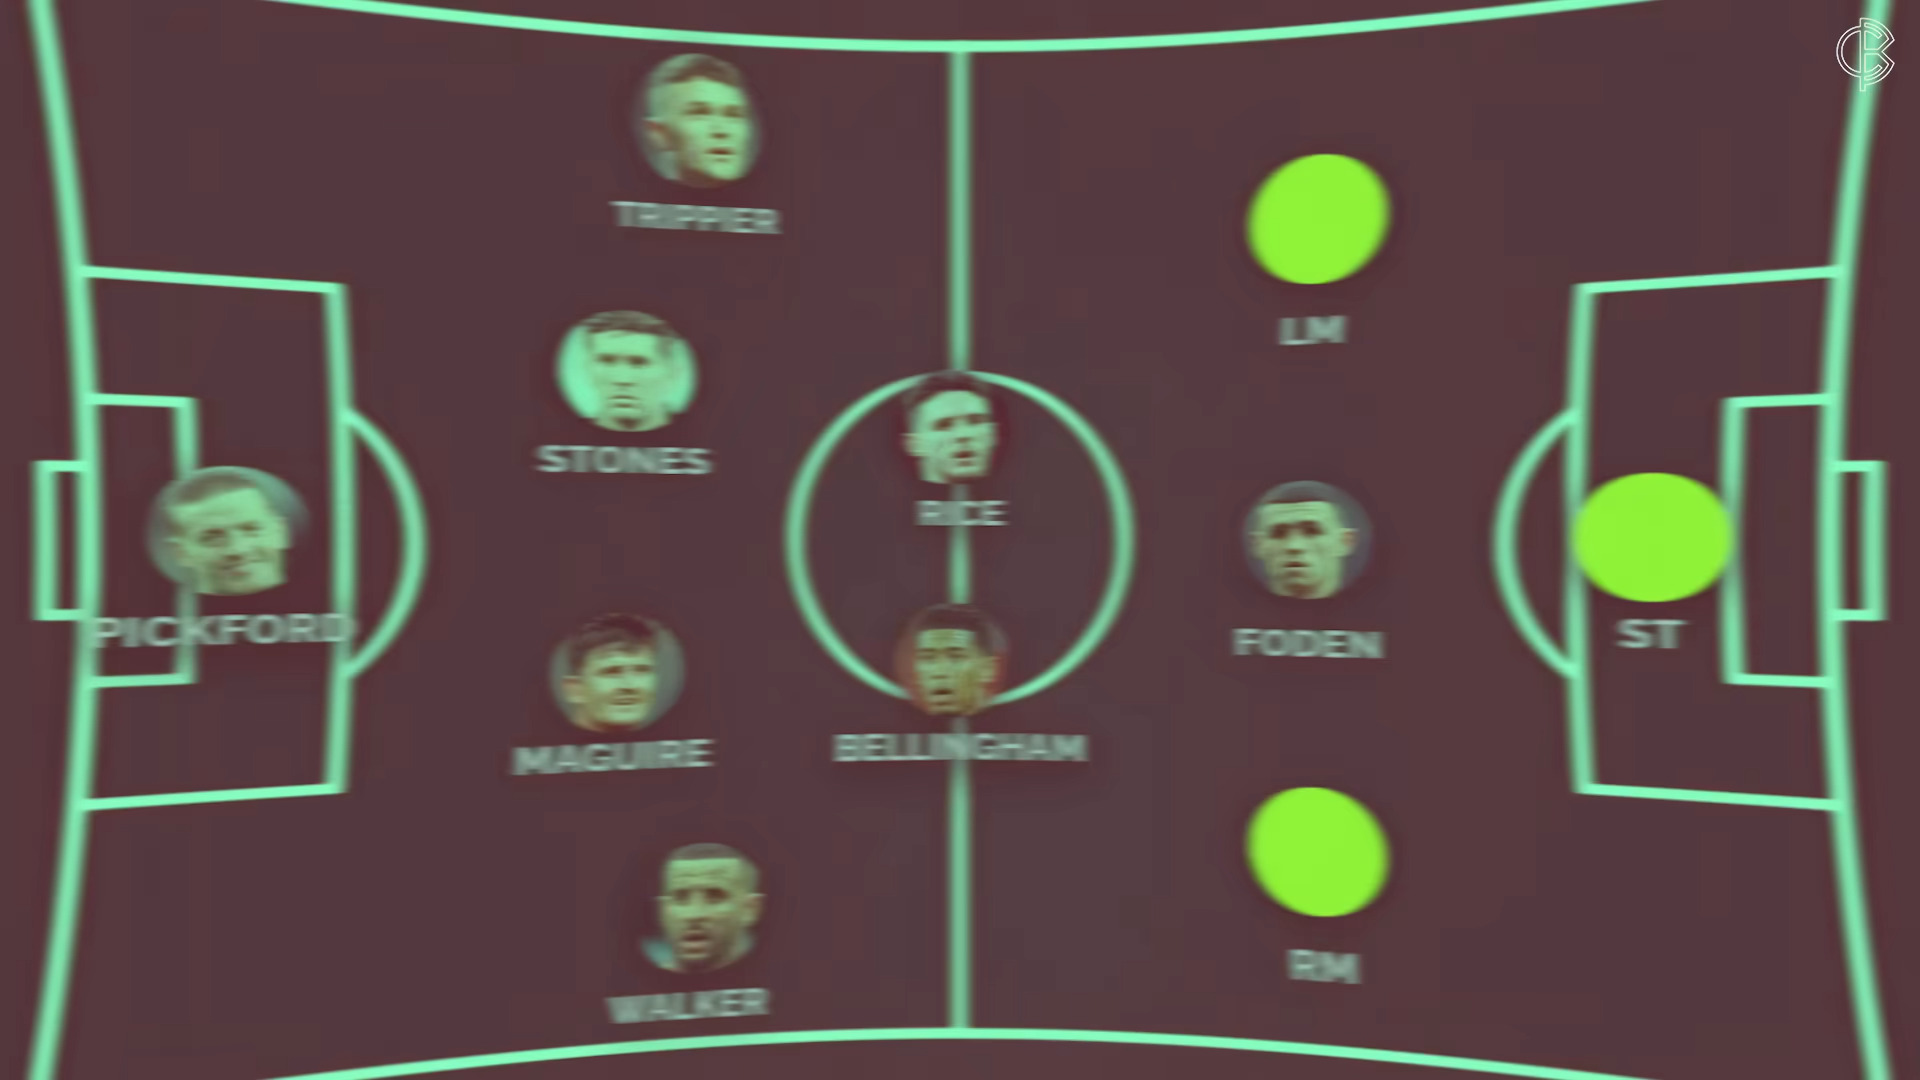 TRIPPIER
LM
STONES
RICE
PICKFORD
FODEN
ST
MAGUIRE
BELLINGHAM
RM
WALKER